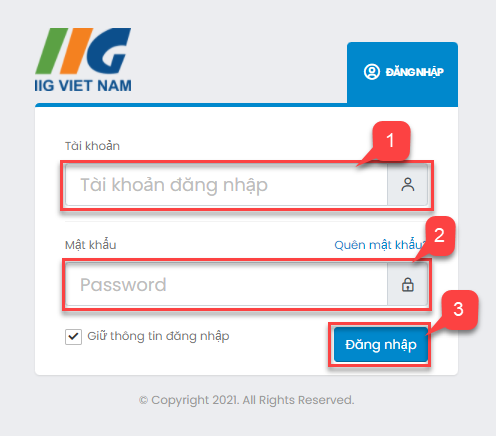 IIG
IIG VIET NAM
ĐĂNG NHẬP
Tài khoản
1
Tài khoản đăng nhập
Mật khẩu
Quên mật khẩu?
2
Password
3
Giữ thông tin đăng nhập
Đăng nhập
© Copyright 2021. All Rights Reserved.